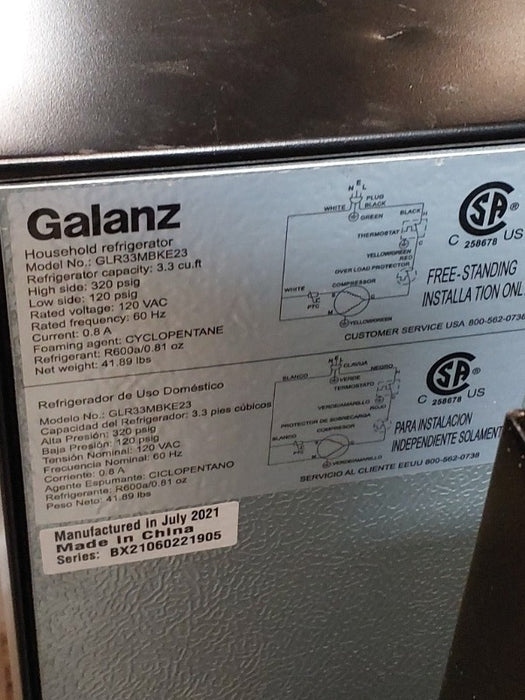 Galanz
Household refrigerator
Model No.: GLR33MBKE23
Refrigerator capacity: 3.3 cu.ft
High side: 320 psig
Low side: 120 psig
Rated voltage: 120 VAC
Rated frequency: 60 Hz
Current: 0.8 A
Foaming agent: CYCLOPENTANE
Refrigerant: R600a/0.81 oz
Net weight: 41.89 lbs
N E L
PLUG
WHITE
BLACK
GREEN
BLACK
THERMOSTAT
YELLOW/GREEN
RED
OVER LOAD PROTECTOR
COMPRESSOR
WHITE
PTC
YELLOW/GREEN
SA ®
C 258678 US
FREE-STANDING
INSTALLATION ONL
CUSTOMER SERVICE USA 800-562-0738
Refrigerador de Uso Doméstico
Modelo No.: GLR33MBKE23
Capacidad del Refrigerador: 3.3 pies cúbicos
Alta Presión: 320 psig
Baja Presión: 120 psig
Tensión Nominal: 120 VAC
Frecuencia Nominal: 60 Hz
Corriente: 0.8 A
Agente Espumante: CICLOPENTANO
Refrigerante: R600a/0.81 oz
Peso Neto: 41.89 lbs
N E L
CLAVIJA
BLANCO
NEGRO
VERDE
TERMOSTATO
VERDE/AMARILLO
ROJO
PROTECTOR DE SOBRECARGA
COMPRESOR
BLANCO
PTC
VERDE/AMARILLO
SA ®
C 258678 US
PARA INSTALACION
INDEPENDIENTE SOLAMENT
SERVICIO AL CLIENTE EEUU 800-562-0738
Manufactured in July 2021
Made in China
Series: BX21060221905